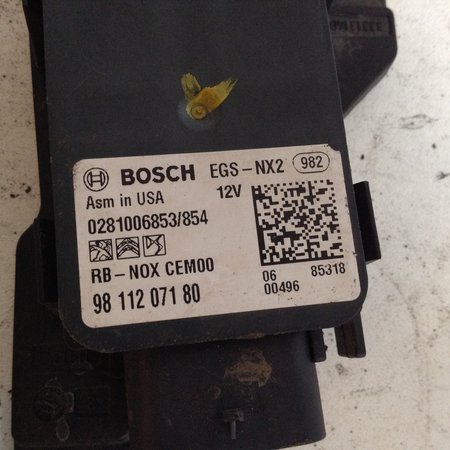 BOSCH EGS-NX2 982
Asm in USA 12V
0281006853/854
RB-NOX CEM00
98 112 071 80
06 85318
00496